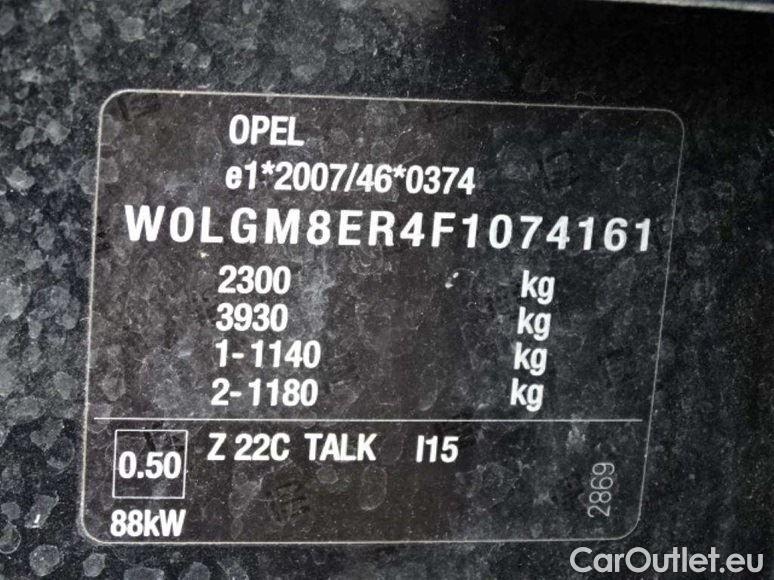 OPEL
e1*2007/46*0374
W0LGM8ER4F1074161
2300 kg
3930 kg
1-1140 kg
2-1180 kg
0.50 Z 22C TALK I15
88kW
2869
CarOutlet.eu